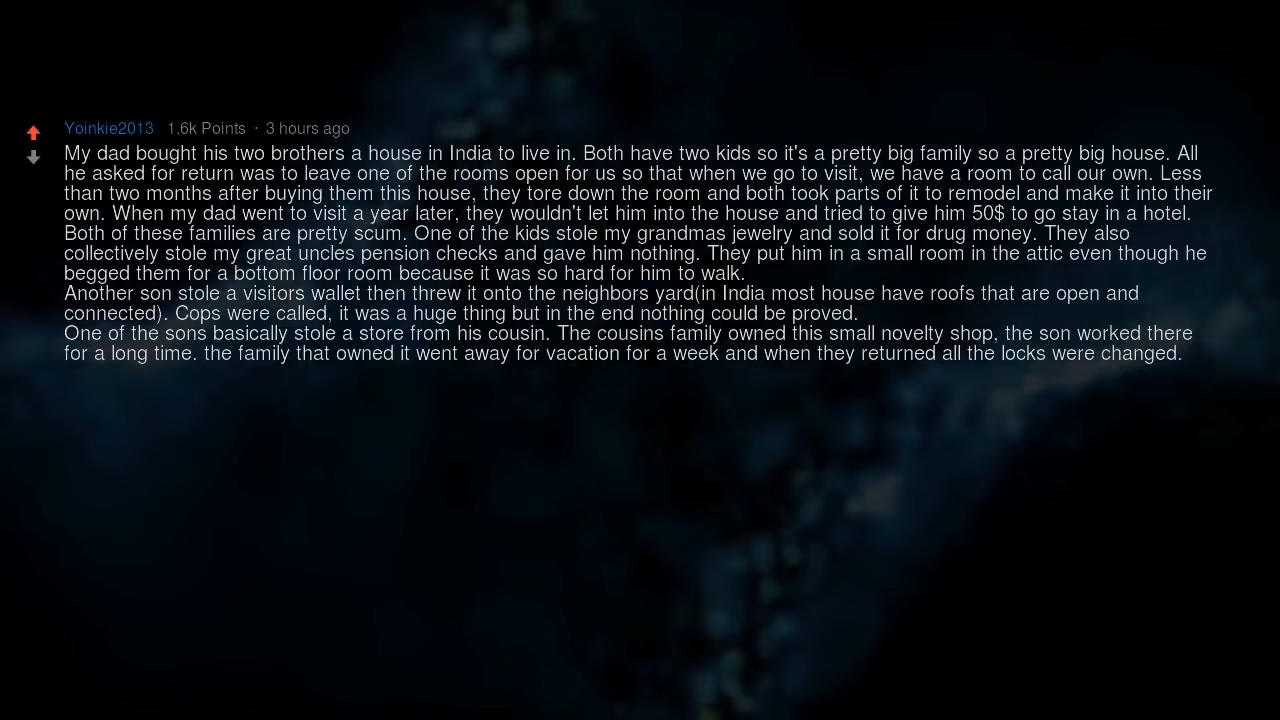 Yoinkie2013 1.6k Points · 3 hours ago
My dad bought his two brothers a house in India to live in. Both have two kids so it's a pretty big family so a pretty big house. All
he asked for return was to leave one of the rooms open for us so that when we go to visit, we have a room to call our own. Less
than two months after buying them this house, they tore down the room and both took parts of it to remodel and make it into their
own. When my dad went to visit a year later, they wouldn't let him into the house and tried to give him 50$ to go stay in a hotel.
Both of these families are pretty scum. One of the kids stole my grandmas jewelry and sold it for drug money. They also
collectively stole my great uncles pension checks and gave him nothing. They put him in a small room in the attic even though he
begged them for a bottom floor room because it was so hard for him to walk.
Another son stole a visitors wallet then threw it onto the neighbors yard(in India most house have roofs that are open and
connected). Cops were called, it was a huge thing but in the end nothing could be proved.
One of the sons basically stole a store from his cousin. The cousins family owned this small novelty shop, the son worked there
for a long time. the family that owned it went away for vacation for a week and when they returned all the locks were changed.